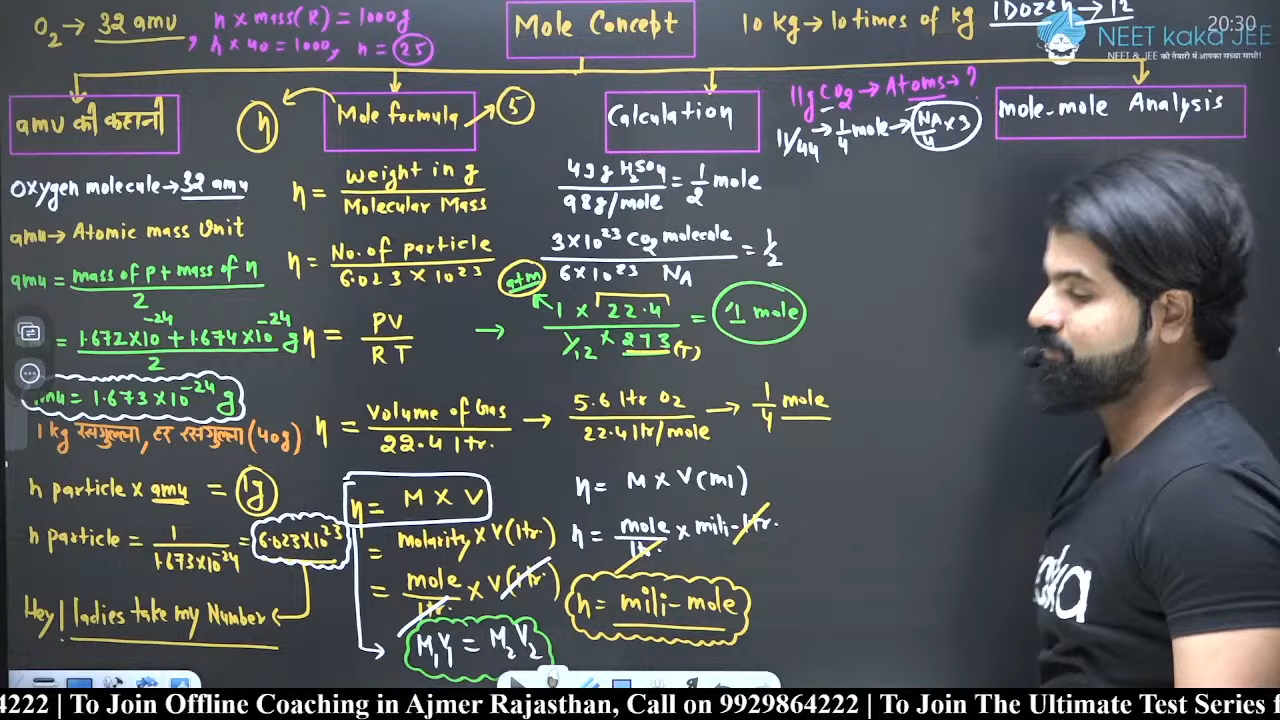 O₂ → 32 amu
n × mass(R) = 1000g
, n × 40 = 1000, n = 25
Mole Concept
10 kg → 10 times of kg
1 Dozen → 12
20:30
NEET kaka JEE
NEET & JEE की तैयारी में आपका सच्चा साथी!
amu की कहानी
n
Mole formula → 5
Calculation
11g CO₂ → Atoms → ?
11/44 → 1/4 mole → NA/4 × 3
mole-mole Analysis
Oxygen molecule → 32 amu
amu → Atomic mass Unit
amu = mass of p + mass of n / 2
= 1.672×10⁻²⁴ + 1.674×10⁻²⁴ / 2 g
amu = 1.673×10⁻²⁴ g
1 kg रसगुल्ला, हर रसगुल्ला (40g)
n particle × amu = 1g
n particle = 1 / 1.673×10⁻²⁴ = 6.023×10²³
Hey! ladies take my Number
n = weight in g / Molecular Mass
n = No. of particle / 6.023 × 10²³
n = PV / RT
n = Volume of Gas / 22.4 ltr.
n = M × V
= molarity × V (ltr.)
= mole / ltr. × V (ltr.)
M₁V₁ = M₂V₂
49g H₂SO₄ / 98g/mole = 1/2 mole
3×10²³ CO₂ molecule / 6×10²³ NA = 1/2
atm
→ 1 × 22.4 / 1/12 × 273 (T) = 1 mole
→ 5.6 ltr O₂ / 22.4 ltr/mole → 1/4 mole
n = M × V(ml)
n = mole / ltr. × mili-ltr.
n = mili-mole
4222 | To Join Offline Coaching in Ajmer Rajasthan, Call on 9929864222 | To Join The Ultimate Test Series f